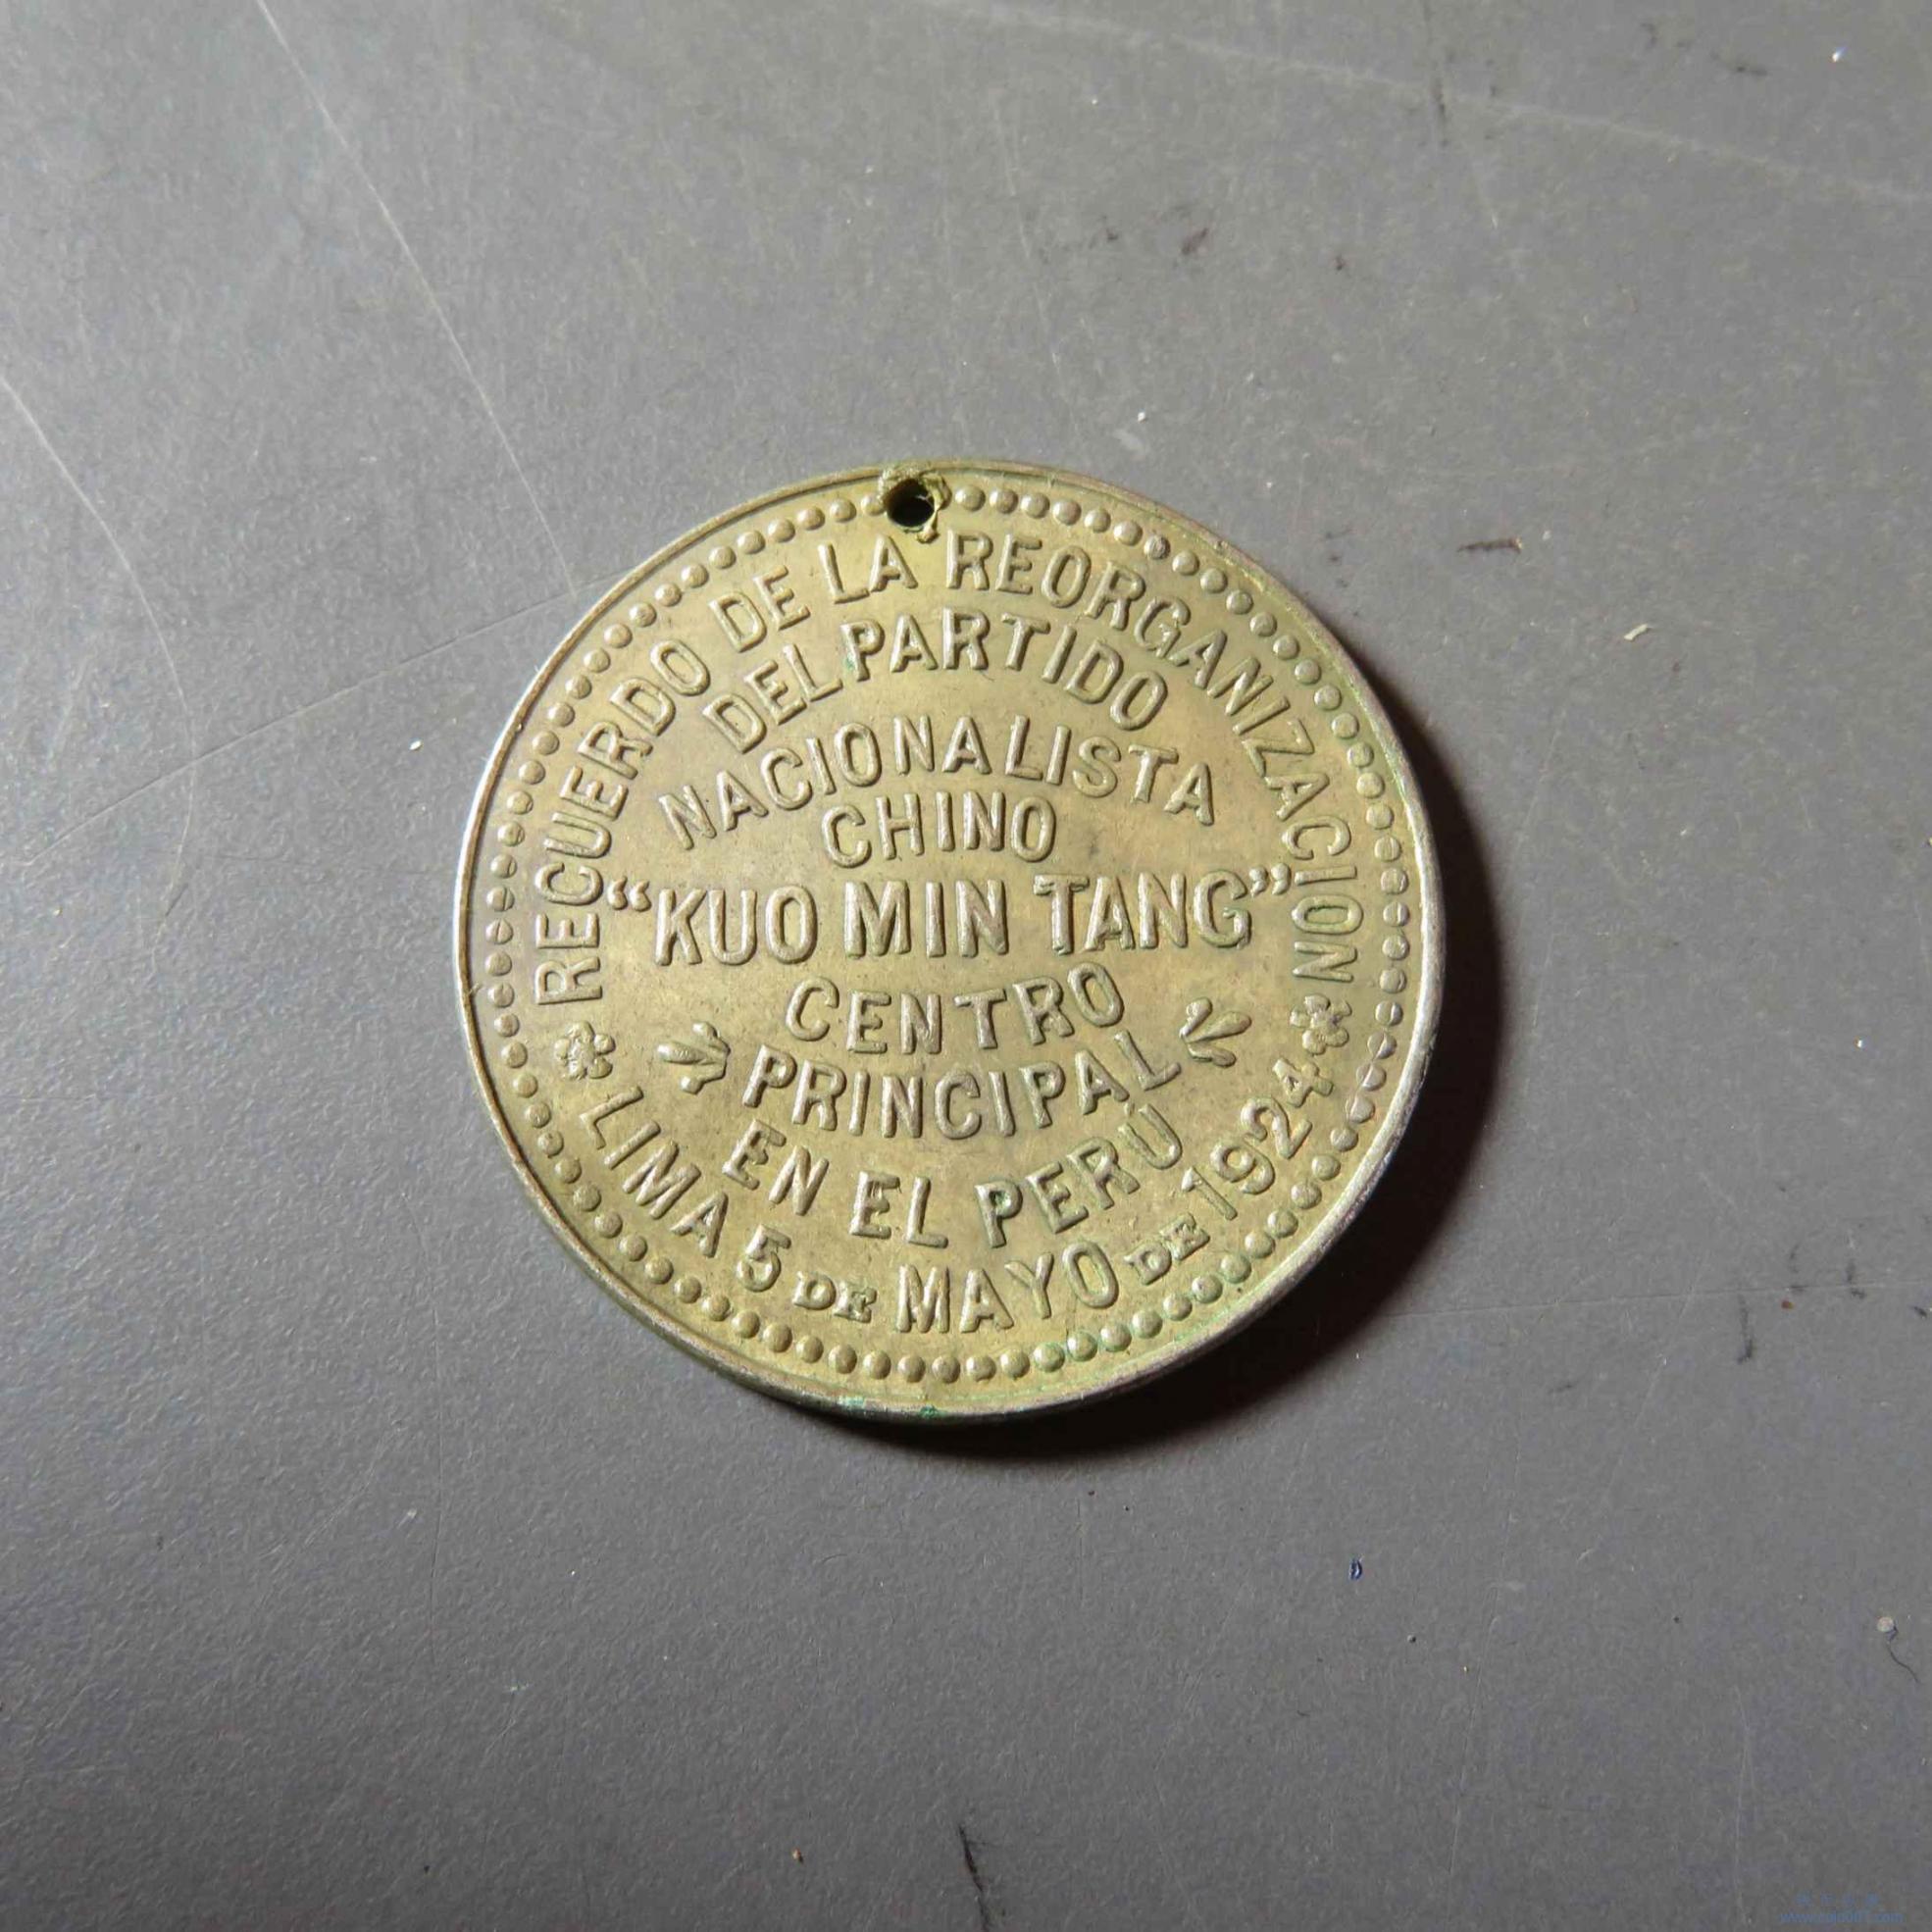 RECUERDO DE LA REORGANIZACION
DEL PARTIDO
NACIONALISTA
CHINO
“KUO MIN TANG”
CENTRO
PRINCIPAL
EN EL PERÚ
LIMA 5 DE MAYO DE 1924